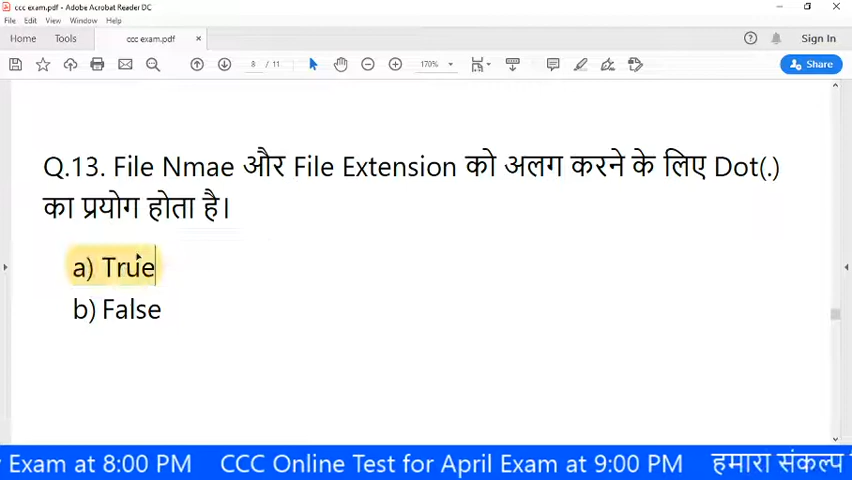 ccc exam.pdf - Adobe Acrobat Reader DC
File Edit View Window Help
Home Tools ccc exam.pdf × Sign In
8 / 11 170% Share
Q.13. File Nmae और File Extension को अलग करने के लिए Dot(.)
का प्रयोग होता है।
a) True
b) False
Exam at 8:00 PM CCC Online Test for April Exam at 9:00 PM हमारा संकल्प